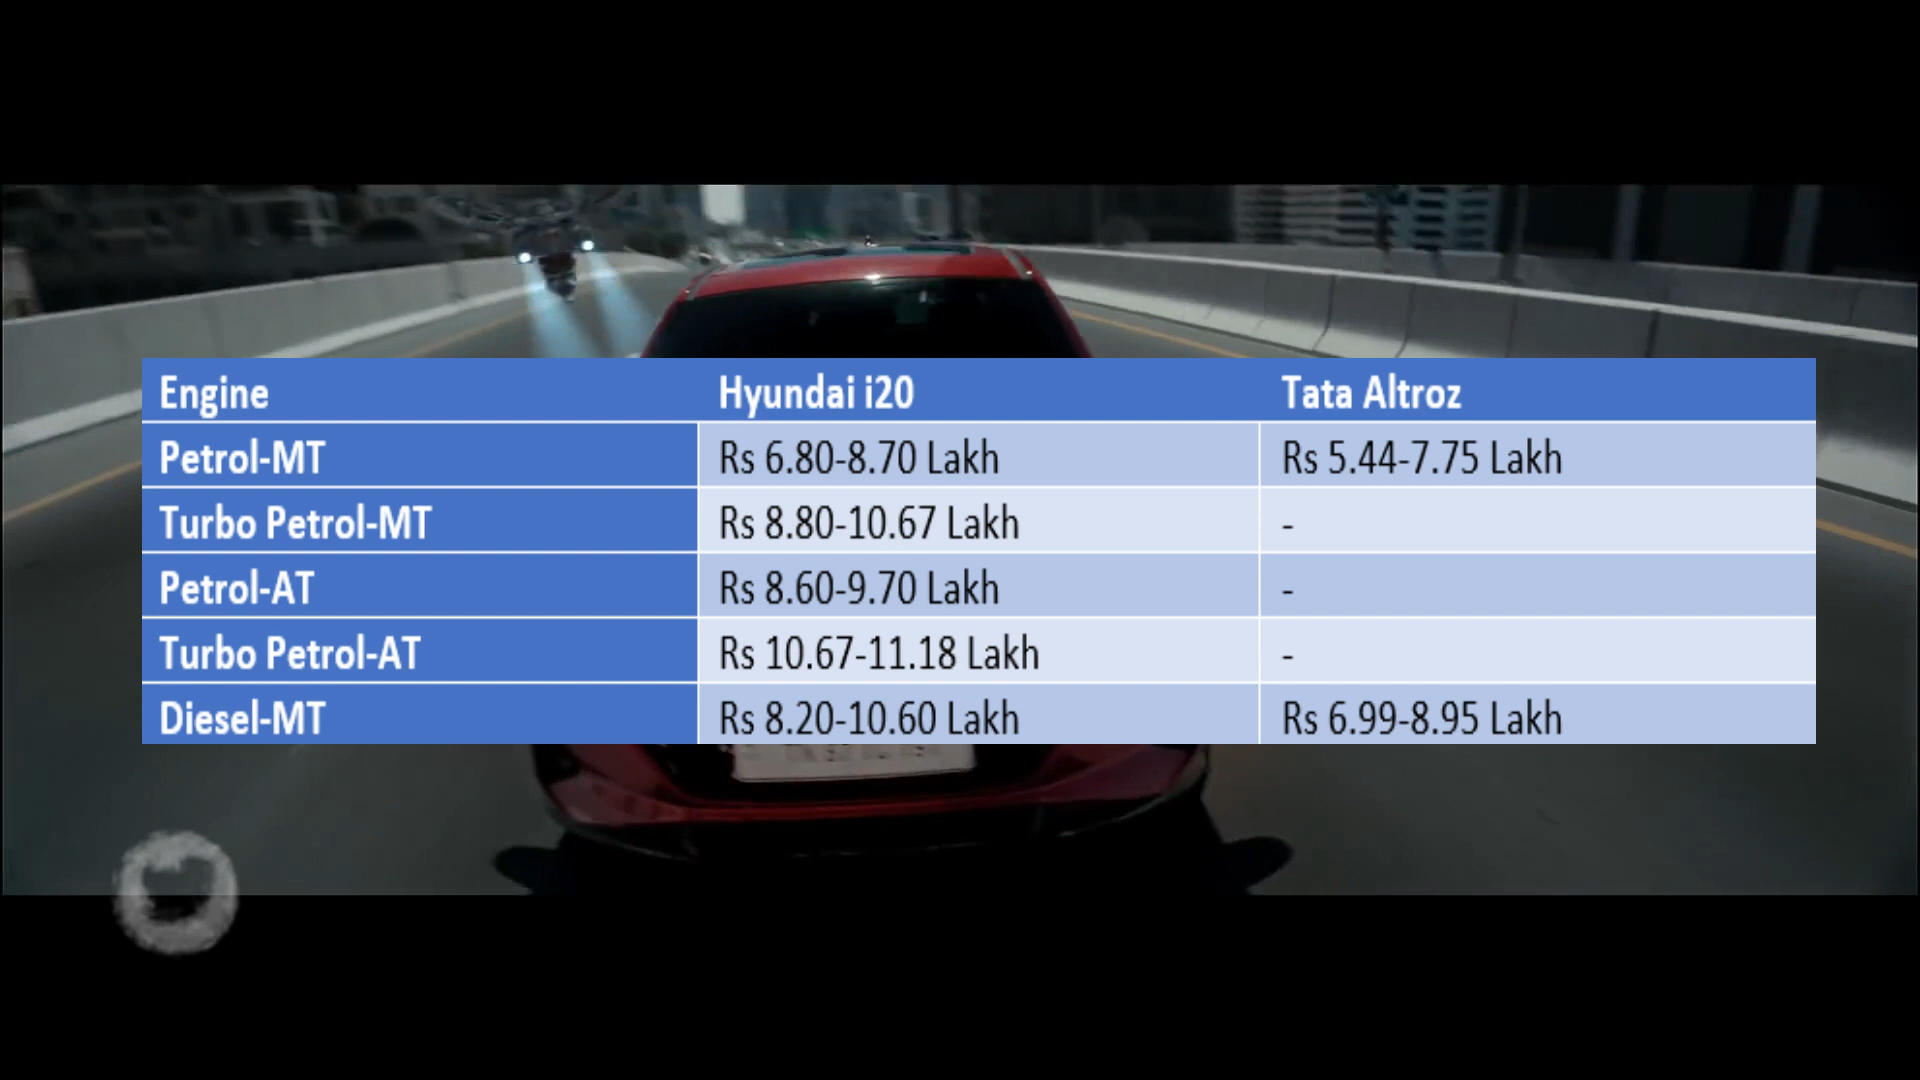 Engine Hyundai i20 Tata Altroz
Petrol-MT Rs 6.80-8.70 Lakh Rs 5.44-7.75 Lakh
Turbo Petrol-MT Rs 8.80-10.67 Lakh -
Petrol-AT Rs 8.60-9.70 Lakh -
Turbo Petrol-AT Rs 10.67-11.18 Lakh -
Diesel-MT Rs 8.20-10.60 Lakh Rs 6.99-8.95 Lakh